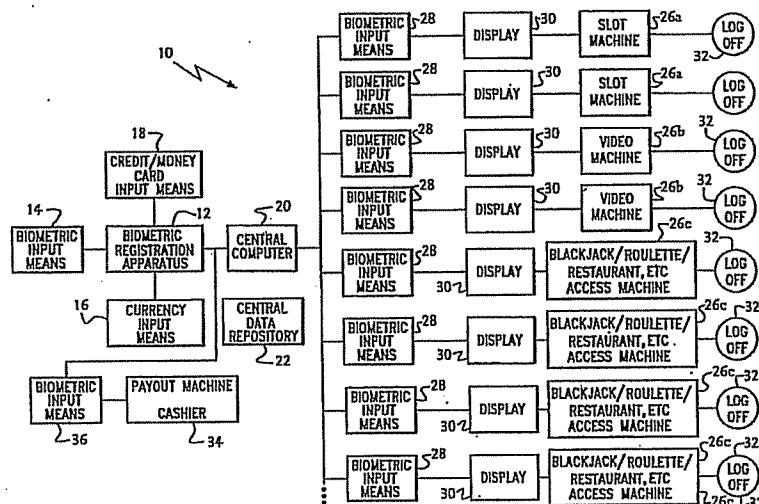 10
18
CREDIT/MONEY
CARD
INPUT MEANS
14
BIOMETRIC
INPUT
MEANS
12
BIOMETRIC
REGISTRATION
APPARATUS
20
CENTRAL
COMPUTER
16
CURRENCY
INPUT
MEANS
CENTRAL
DATA
REPOSITORY
22
BIOMETRIC
INPUT
MEANS
36
PAYOUT MACHINE
CASHIER
34
BIOMETRIC
INPUT
MEANS
28
DISPLAY
30
SLOT
MACHINE
26a
LOG
OFF
32
BIOMETRIC
INPUT
MEANS
28
DISPLAY
30
SLOT
MACHINE
26a
LOG
OFF
BIOMETRIC
INPUT
MEANS
28
DISPLAY
30
VIDEO
MACHINE
26b
32
LOG
OFF
BIOMETRIC
INPUT
MEANS
28
DISPLAY
30
VIDEO
MACHINE
26b
32
LOG
OFF
BIOMETRIC
INPUT
MEANS
28
DISPLAY
30
26c
BLACKJACK/ROULETTE/
RESTAURANT, ETC
ACCESS MACHINE
32
LOG
OFF
BIOMETRIC
INPUT
MEANS
28
DISPLAY
30
BLACKJACK/ROULETTE/
RESTAURANT, ETC
ACCESS MACHINE
26c
32
LOG
OFF
BIOMETRIC
INPUT
MEANS
28
DISPLAY
30
BLACKJACK/ROULETTE/
RESTAURANT, ETC
ACCESS MACHINE
26c
32
LOG
OFF
BIOMETRIC
INPUT
MEANS
28
DISPLAY
30
BLACKJACK/ROULETTE/
RESTAURANT, ETC
ACCESS MACHINE
26c
32
LOG
OFF
26c